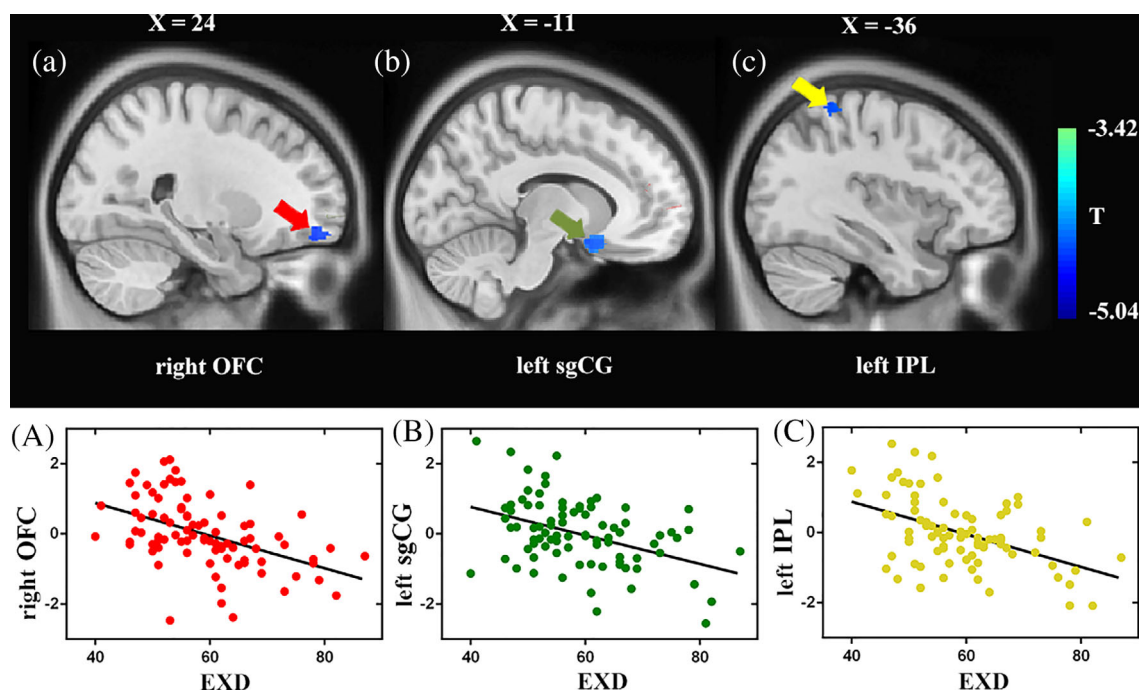 X = 24 X = -11 X = -36
(a) (b) (c)
-3.42
T
-5.04
right OFC left sgCG left IPL
(A) (B) (C)
right OFC
2
0
-2
40 60 80
EXD
left sgCG
2
0
-2
40 60 80
EXD
left IPL
2
0
-2
40 60 80
EXD